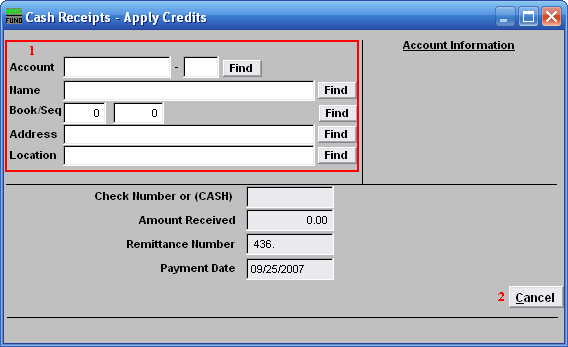 FUND Cash Receipts - Apply Credits
1
Account Information
Account - Find
Name Find
Book/Seq 0 0 Find
Address Find
Location Find
Check Number or (CASH)
Amount Received 0.00
Remittance Number 436.
Payment Date 09/25/2007
2 Cancel